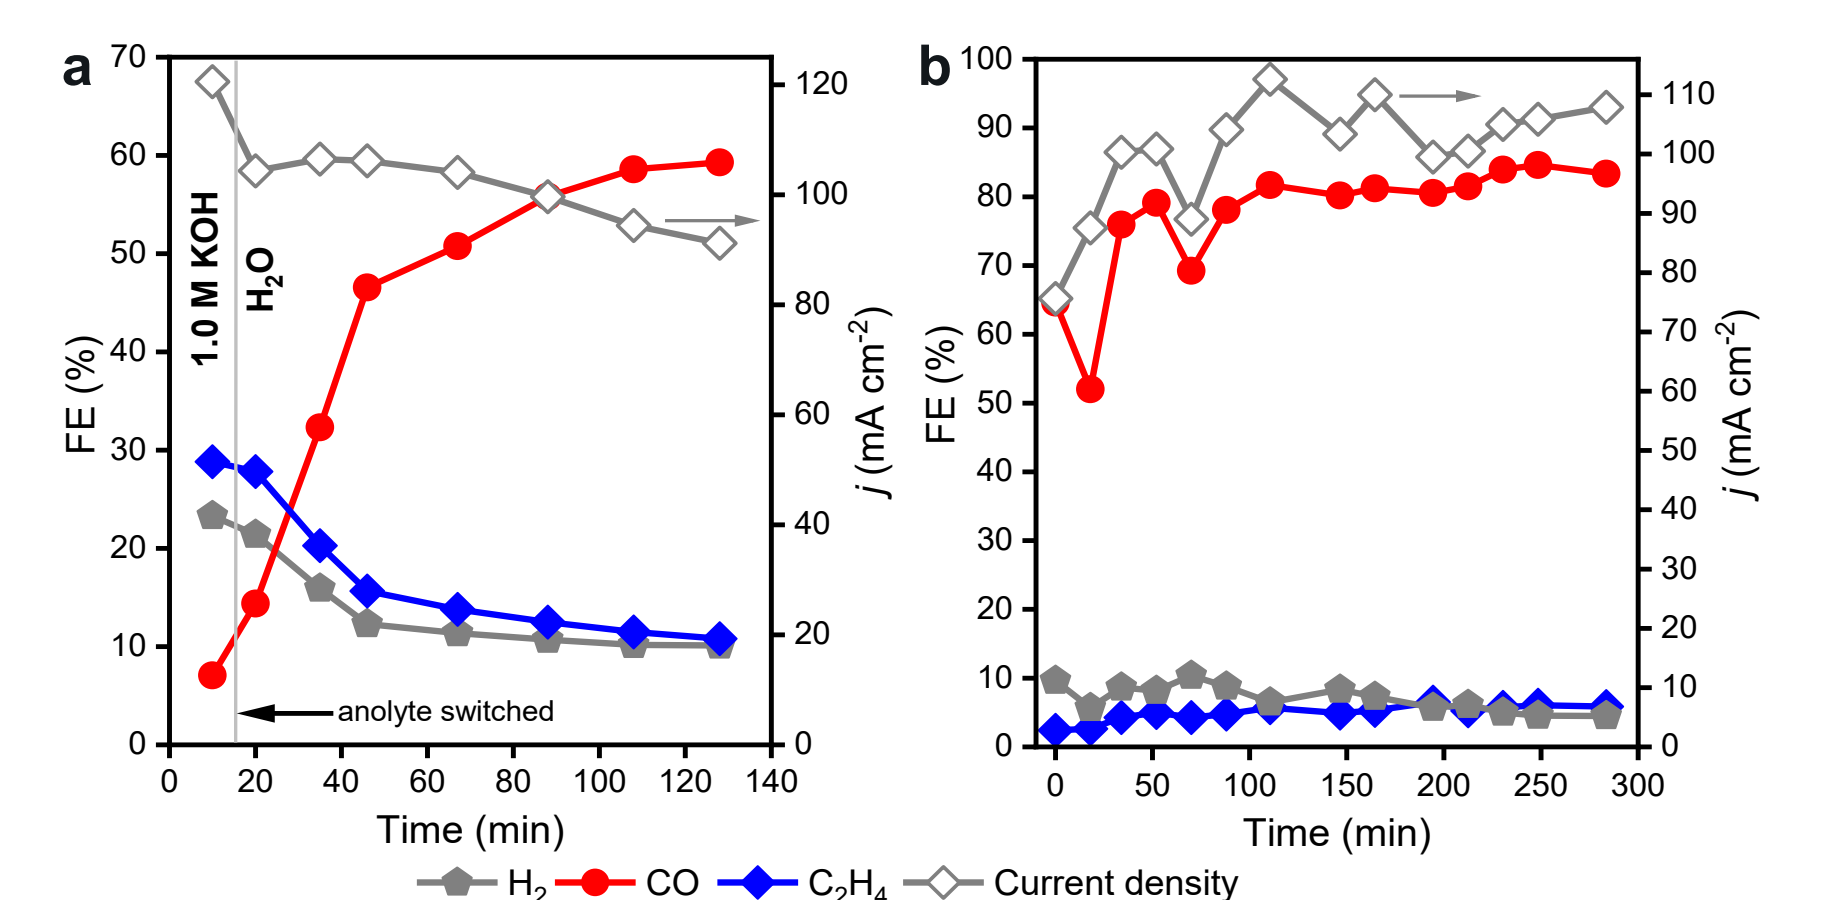 a
70
60
50
40
30
20
10
0
FE (%)
1.0 M KOH
H₂O
anolyte switched
120
100
80
60
40
20
0
j (mA cm⁻²)
0 20 40 60 80 100 120 140
Time (min)
b
100
90
80
70
60
50
40
30
20
10
0
FE (%)
110
100
90
80
70
60
50
40
30
20
10
0
j (mA cm⁻²)
0 50 100 150 200 250 300
Time (min)
H₂ CO C₂H₄ Current density